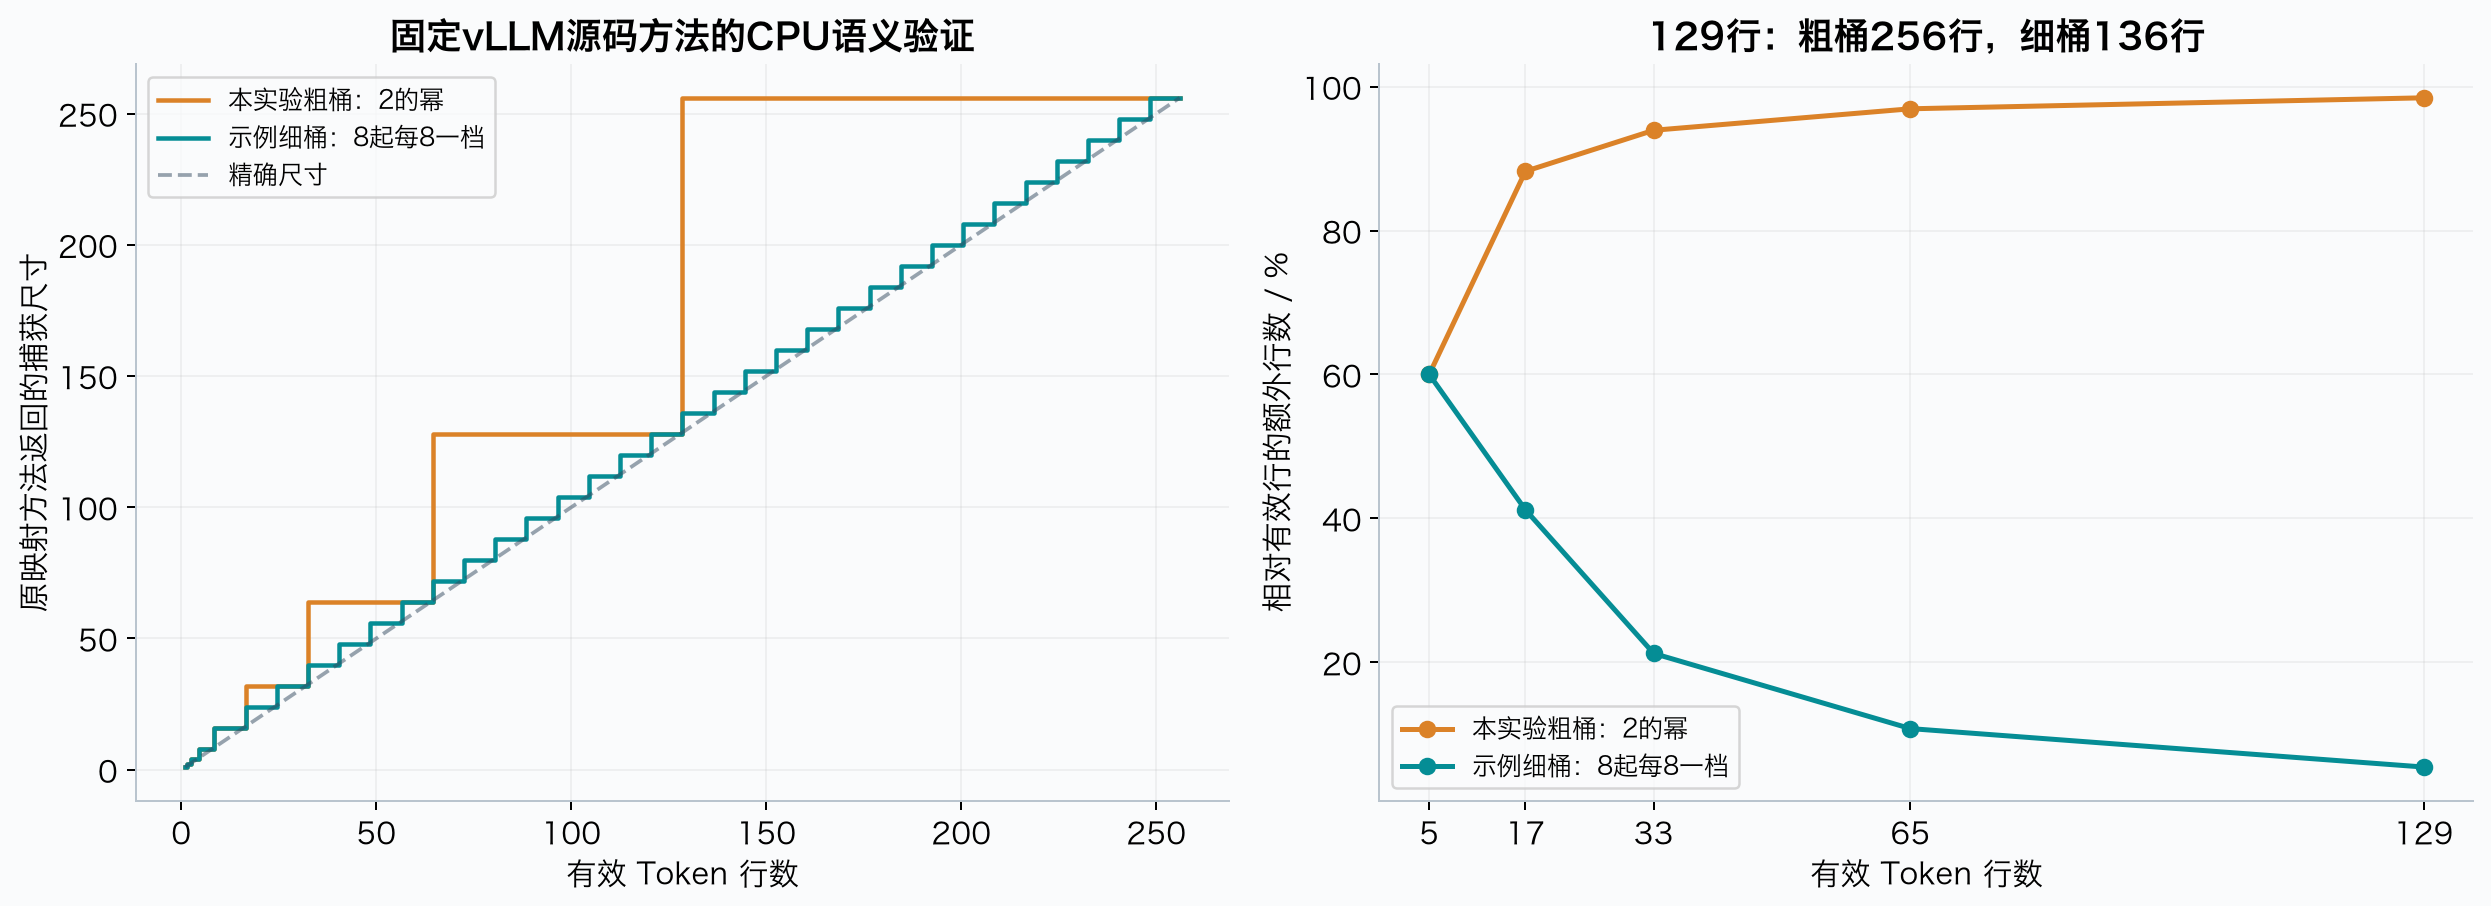 固定vLLM源码方法的CPU语义验证
本实验粗桶：2的幂
示例细桶：8起每8一档
精确尺寸
原映射方法返回的捕获尺寸
250
200
150
100
50
0
0
50
100
150
200
250
有效 Token 行数
129行：粗桶256行，细桶136行
相对有效行的额外行数 / %
100
80
60
40
20
本实验粗桶：2的幂
示例细桶：8起每8一档
5
17
33
65
129
有效 Token 行数